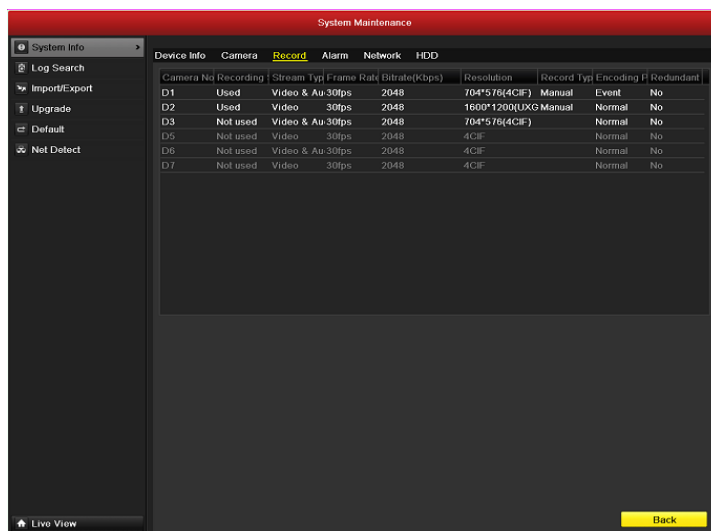 System Maintenance
System Info >
Log Search
Import/Export
Upgrade
Default
Net Detect
Device Info Camera Record Alarm Network HDD
Camera No Recording Stream Typ Frame Rate Bitrate(Kbps) Resolution Record Typ Encoding P Redundant
D1 Used Video & Au 30fps 2048 704*576(4CIF) Manual Event No
D2 Used Video 30fps 2048 1600*1200(UXG Manual Normal No
D3 Not used Video & Au 30fps 2048 704*576(4CIF) Normal No
D5 Not used Video & Au 30fps 2048 4CIF Normal No
D6 Not used Video & Au 30fps 2048 4CIF Normal No
D7 Not used Video 30fps 2048 4CIF Normal No
Live View
Back